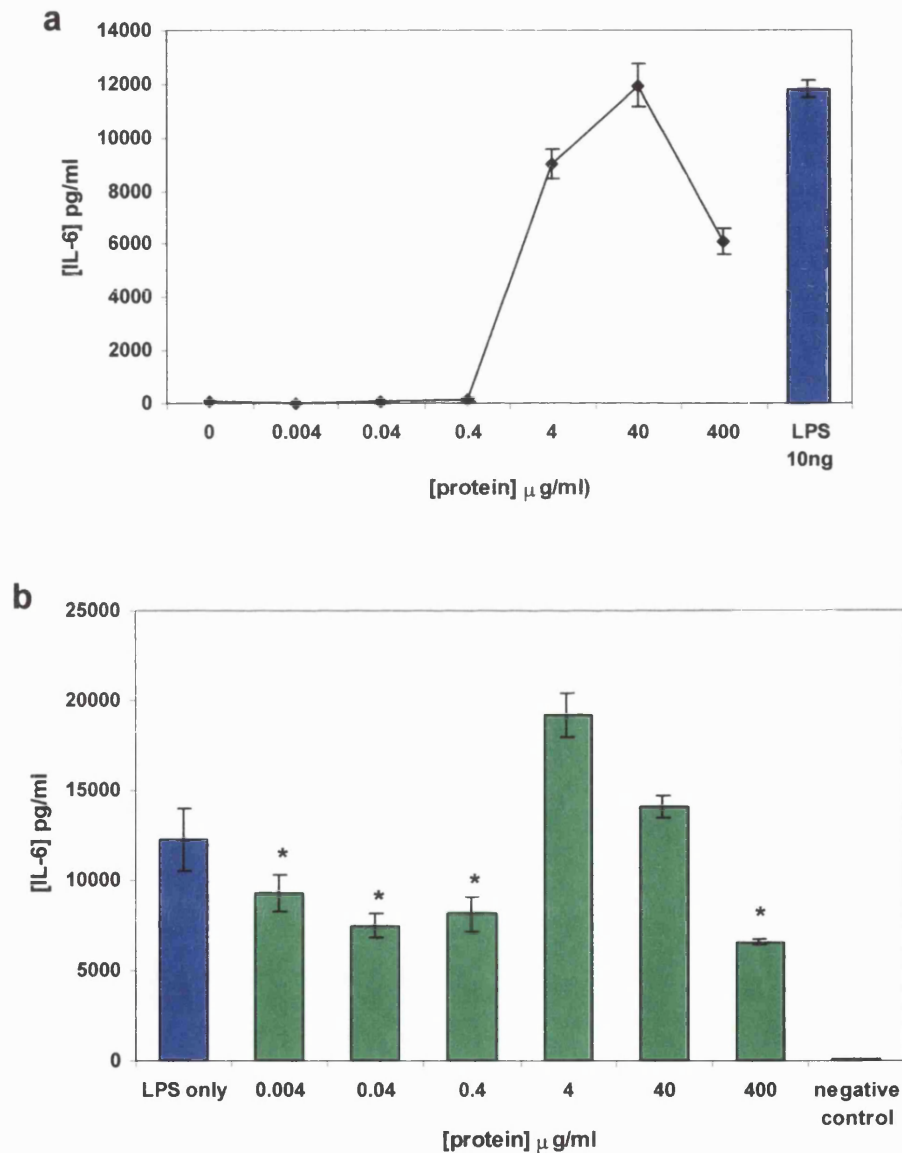 a
14000
12000
10000
8000
6000
4000
2000
0
[IL-6] pg/ml
0 0.004 0.04 0.4 4 40 400 LPS
10ng
[protein] μ g/ml)
b
25000
20000
15000
10000
5000
0
[IL-6] pg/ml
* * * *
LPS only 0.004 0.04 0.4 4 40 400 negative
control
[protein] μ g/ml